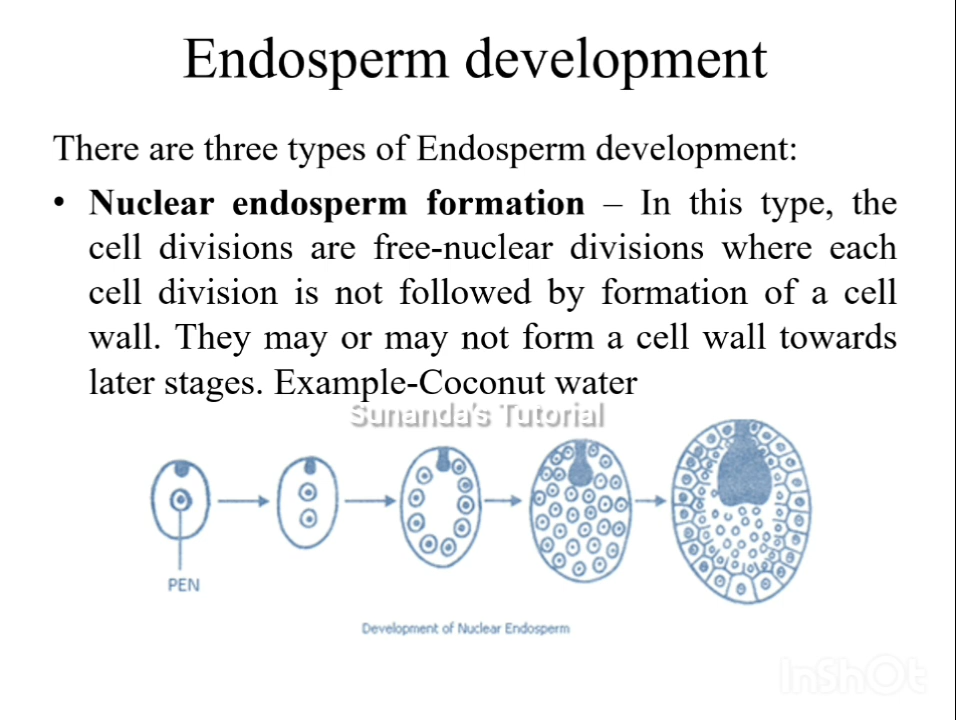 Endosperm development
There are three types of Endosperm development:
• Nuclear endosperm formation – In this type, the
cell divisions are free-nuclear divisions where each
cell division is not followed by formation of a cell
wall. They may or may not form a cell wall towards
later stages. Example-Coconut water
Sunanda's Tutorial
PEN
Development of Nuclear Endosperm
InShOt